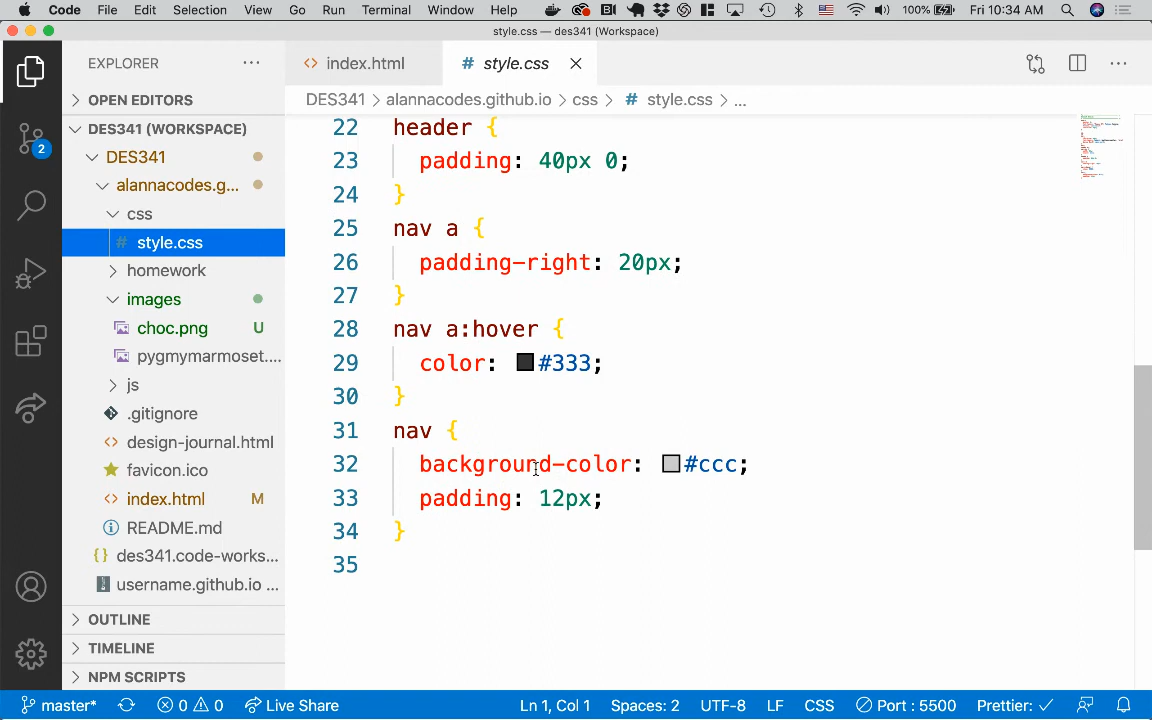 Code File Edit Selection View Go Run Terminal Window Help 100% Fri 10:34 AM
style.css — des341 (Workspace)
EXPLORER ...
index.html
# style.css
DES341 > alannacodes.github.io > css > # style.css > ...
OPEN EDITORS
DES341 (WORKSPACE)
DES341
alannacodes.g...
css
# style.css
homework
images
choc.png U
pygmymarmoset....
js
.gitignore
<> design-journal.html
favicon.ico
<> index.html M
README.md
{} des341.code-works...
username.github.io ...
OUTLINE
TIMELINE
NPM SCRIPTS
2
22 header {
23 padding: 40px 0;
24 }
25 nav a {
26 padding-right: 20px;
27 }
28 nav a:hover {
29 color: #333;
30 }
31 nav {
32 background-color: #ccc;
33 padding: 12px;
34 }
35
master* 0 0 Live Share Ln 1, Col 1 Spaces: 2 UTF-8 LF CSS Port : 5500 Prettier: ✓